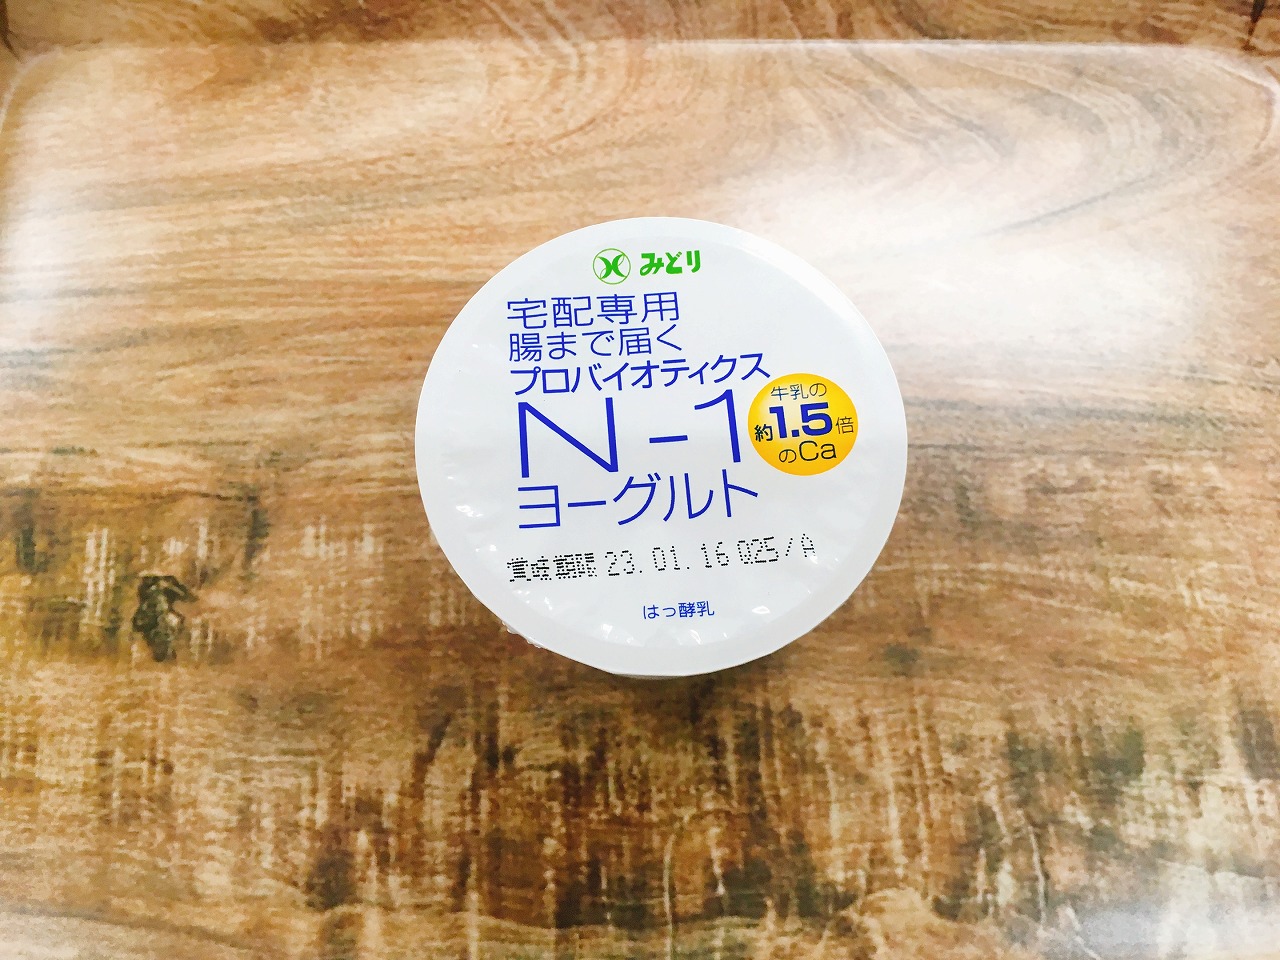 みどり
宅配専用
腸まで届く
プロバイオティクス
N-1
ヨーグルト
牛乳の
約1.5倍
のCa
賞味期限 23.01.16 025/A
はっ酵乳